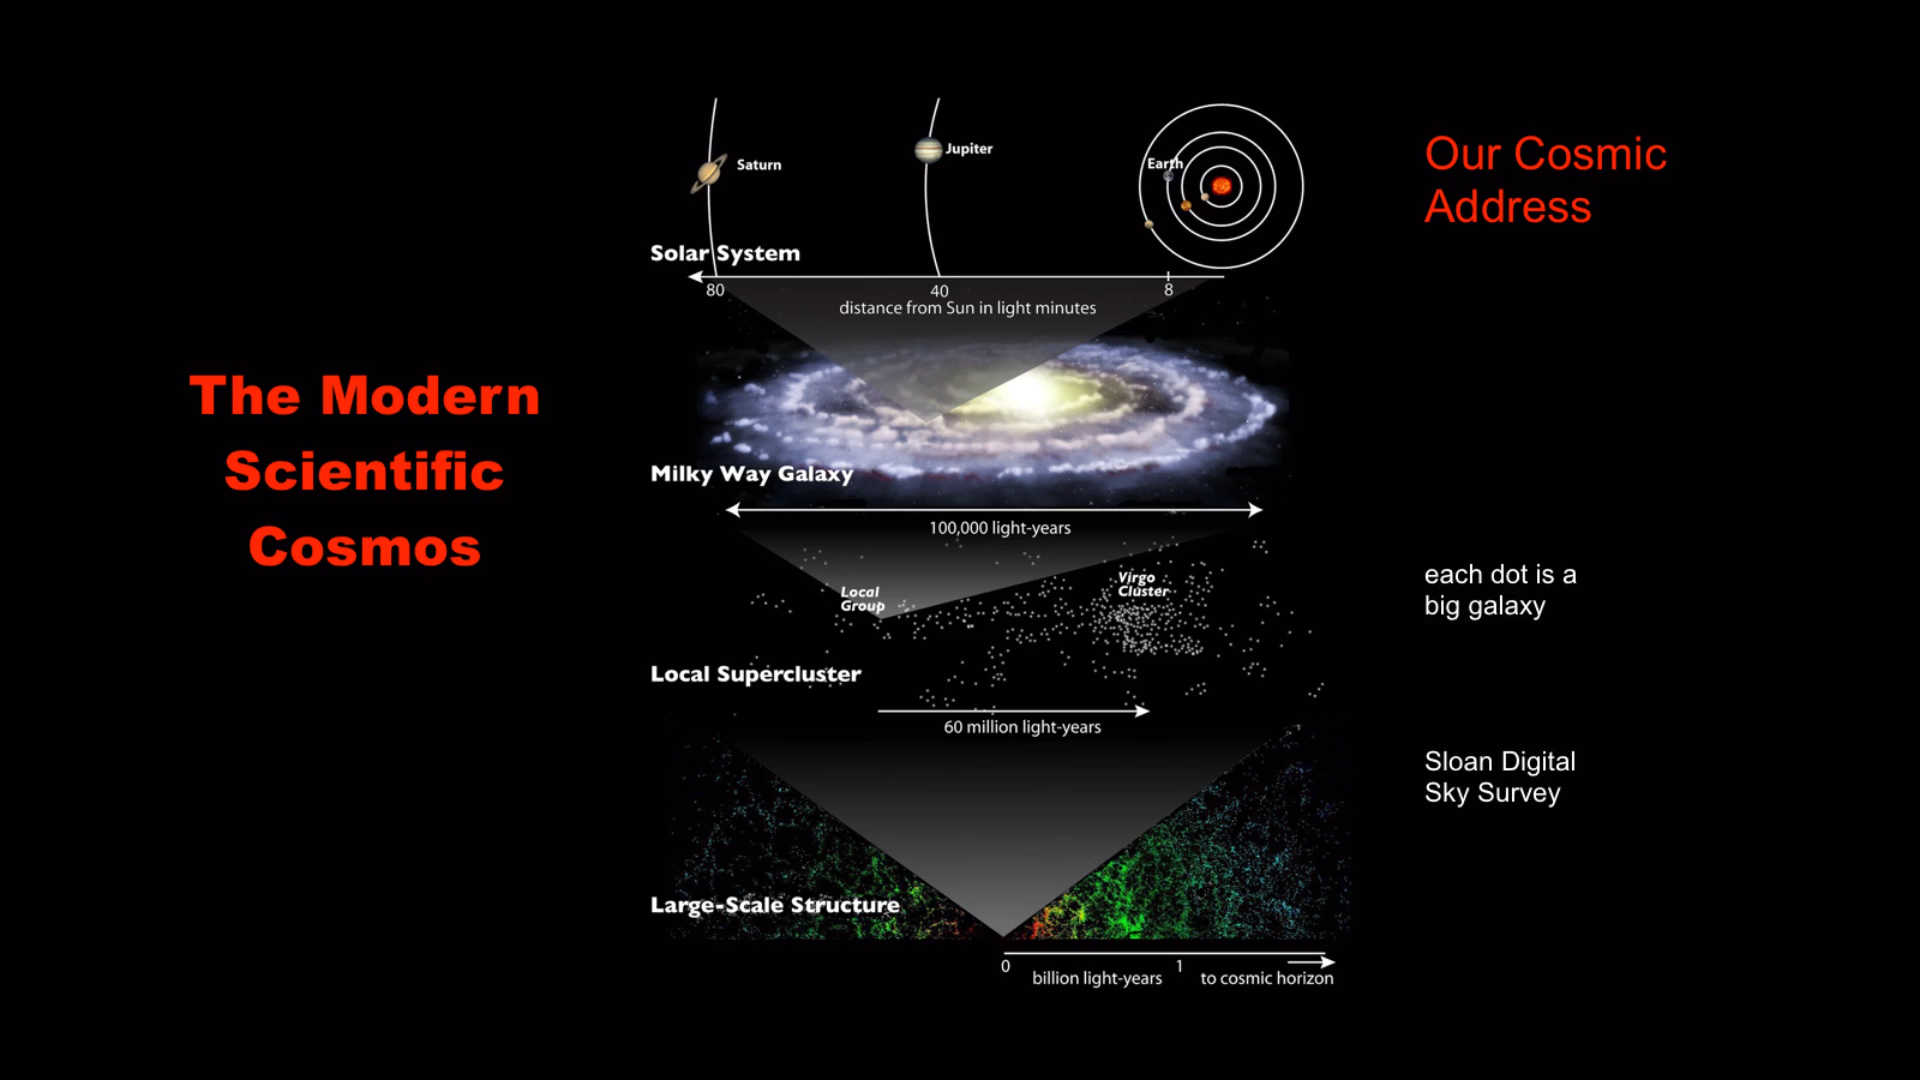 The Modern
Scientific
Cosmos
Saturn
Jupiter
Earth
Solar System
80
40
8
distance from Sun in light minutes
Our Cosmic
Address
Milky Way Galaxy
100,000 light-years
Local
Group
Virgo
Cluster
each dot is a
big galaxy
Local Supercluster
60 million light-years
Sloan Digital
Sky Survey
Large-Scale Structure
0
billion light-years
1
to cosmic horizon